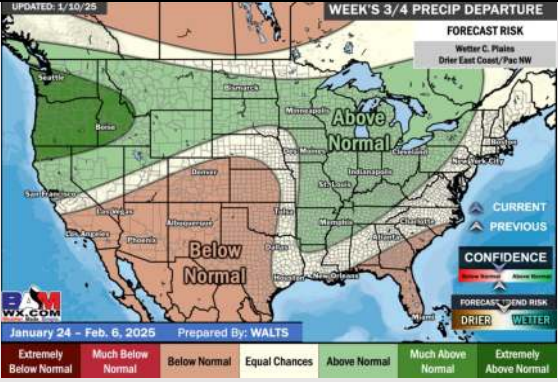 UPDATED: 1/10/25
WEEK'S 3/4 PRECIP DEPARTURE
FORECAST RISK
Wetter C. Plains
Drier East Coast/Pac NW
Seattle
Bismarck
Minneapolis
Above
Normal
Boise
Boston
Des Moines
Cleveland
New York City
Denver
Indianapolis
San Francisco
St. Louis
Las Vegas
Tulsa
Memphis
Charlotte
CURRENT
Los Angeles
Albuquerque
Phoenix
Atlanta
PREVIOUS
Below
Normal
Dallas
CONFIDENCE
Houston
New Orleans
Below Normal
Above Normal
BAM
WX.COM
FORECAST TREND RISK
DRIER
WETTER
Miami
January 24 – Feb. 6, 2025
Prepared By: WALTS
Extremely
Below Normal
Much Below
Normal
Below Normal
Equal Chances
Above Normal
Much Above
Normal
Extremely
Above Normal